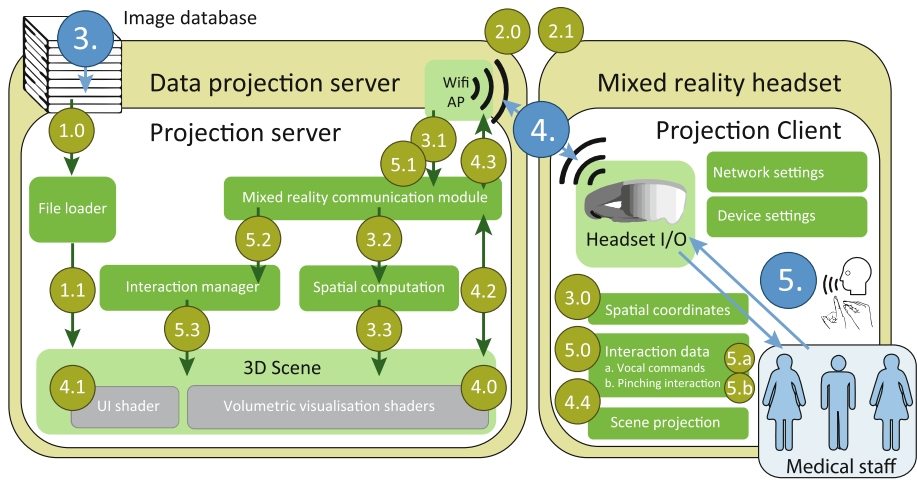 Image database
3.
2.0
2.1
Data projection server
Wifi
AP
Mixed reality headset
1.0
Projection server
3.1
5.1
4.3
4.
Projection Client
File loader
Mixed reality communication module
Network settings
Device settings
Headset I/O
5.2
3.2
1.1
Interaction manager
Spatial computation
4.2
5.
5.3
3.3
3.0
Spatial coordinates
5.0
Interaction data
a. Vocal commands
b. Pinching interaction
5.a
5.b
3D Scene
4.1
UI shader
Volumetric visualisation shaders
4.0
4.4
Scene projection
Medical staff